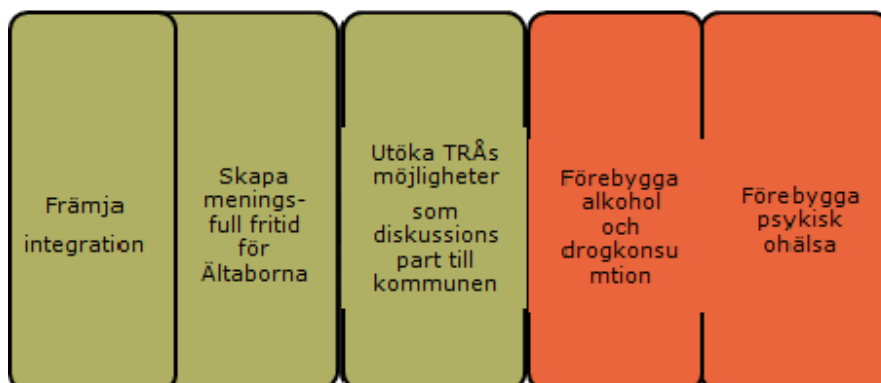 Främja
integration
Skapa
menings-
full fritid
för
Ältaborna
Utöka TRÅs
möjligheter
som
diskussions
part till
kommunen
Förebygga
alkohol
och
drogkonsu
mtion
Förebygga
psykisk
ohälsa